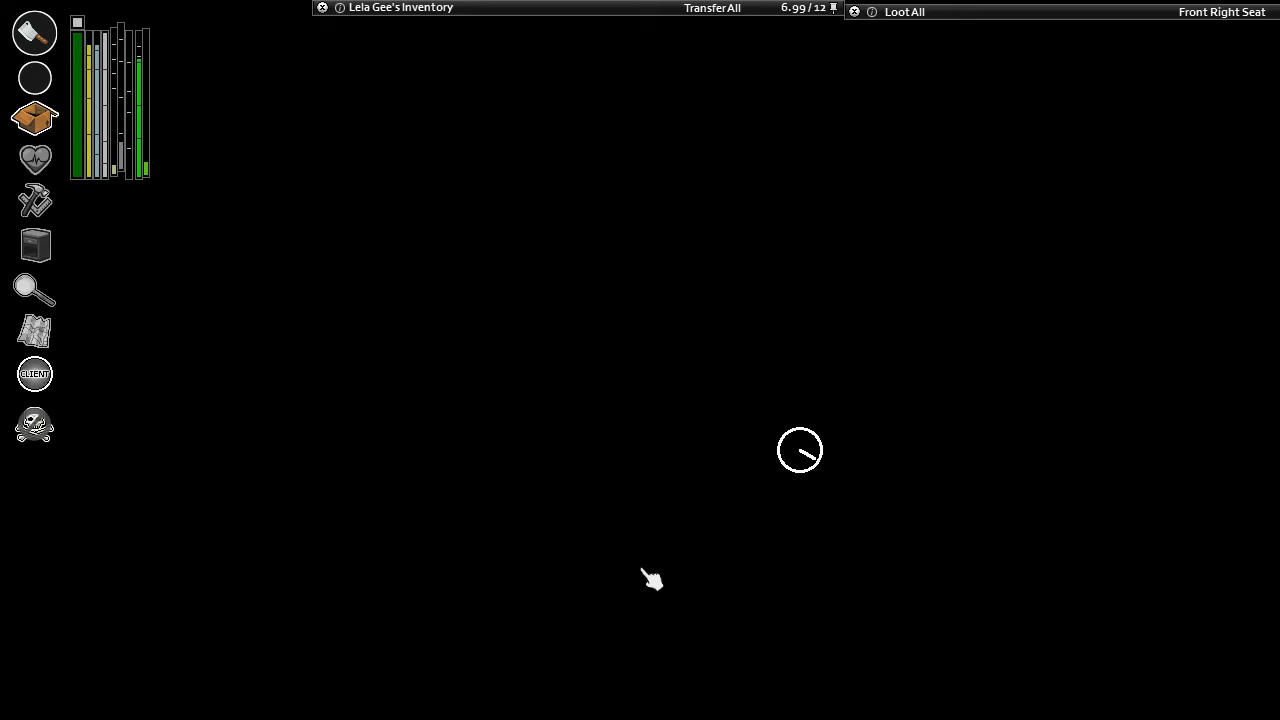 Lela Gee's Inventory Transfer All 6.99 / 12
Loot All Front Right Seat
CLIENT